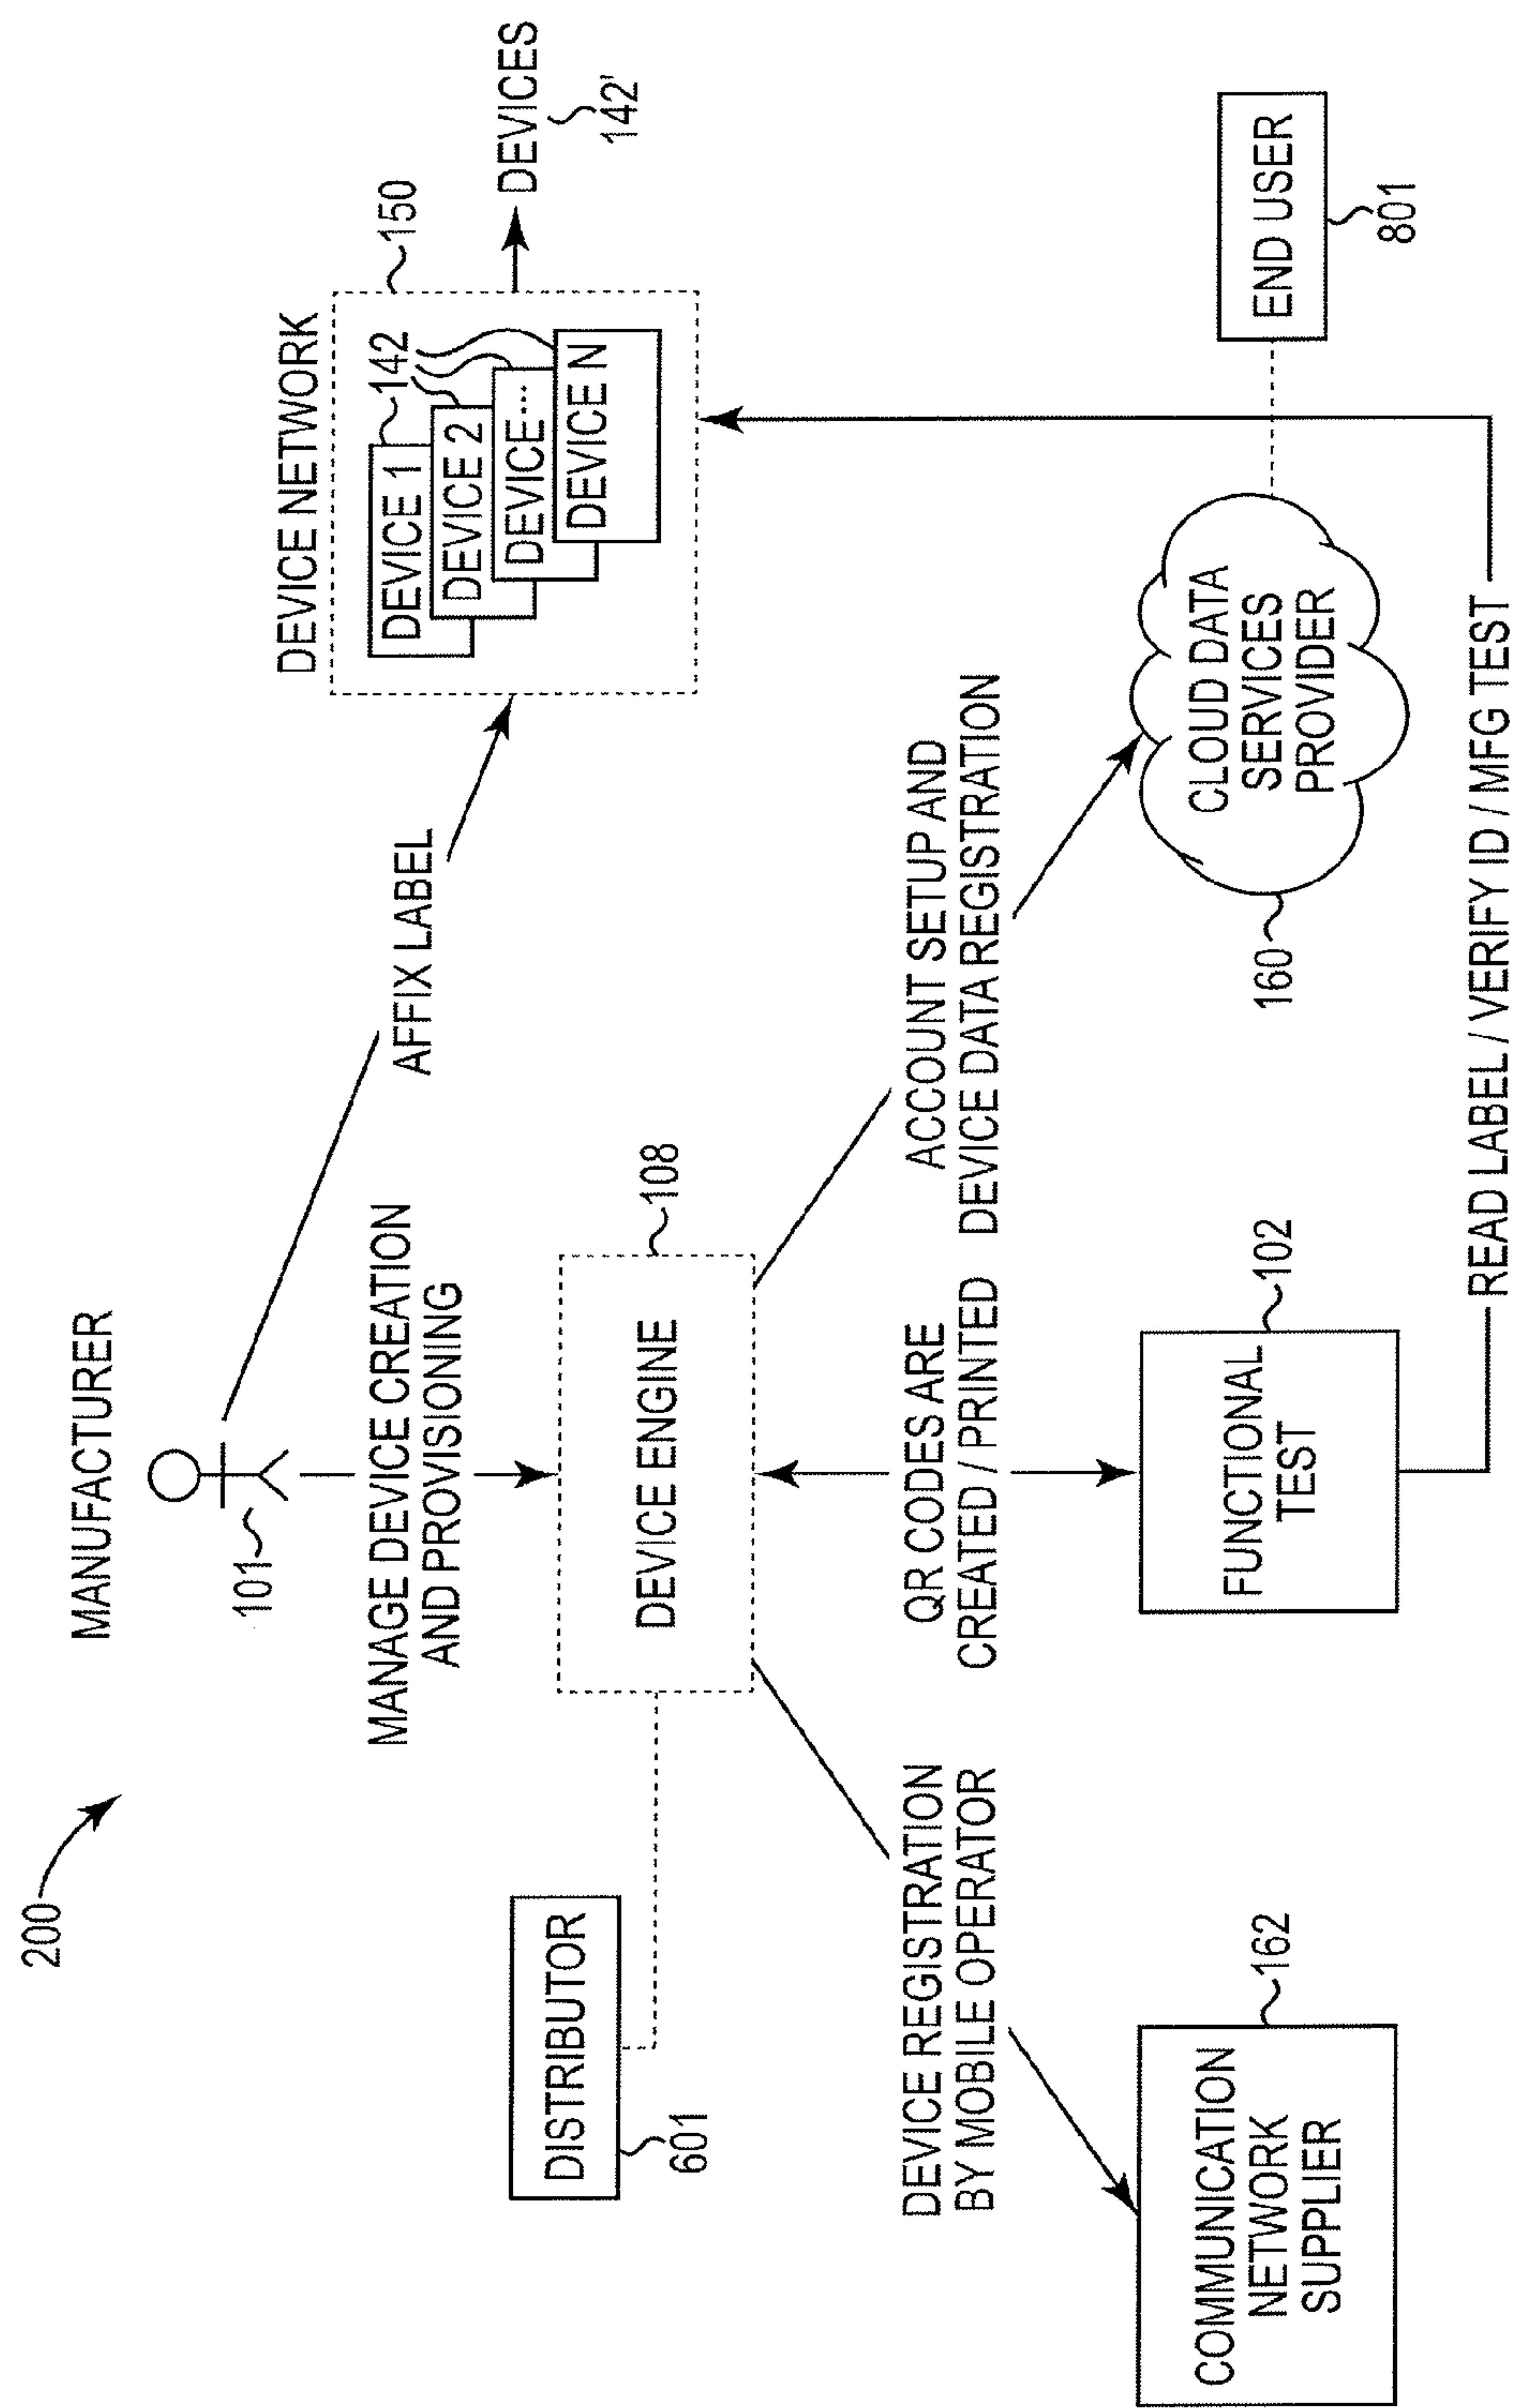 200
MANUFACTURER
101
MANAGE DEVICE CREATION
AND PROVISIONING
AFFIX LABEL
DEVICE NETWORK
150
142
DEVICE 1
DEVICE 2
DEVICE...
DEVICE N
DEVICES
142'
DISTRIBUTOR
601
DEVICE ENGINE
108
DEVICE REGISTRATION
BY MOBILE OPERATOR
QR CODES ARE
CREATED / PRINTED
ACCOUNT SETUP AND
DEVICE DATA REGISTRATION
COMMUNICATION
NETWORK
SUPPLIER
162
FUNCTIONAL
TEST
102
CLOUD DATA
SERVICES
PROVIDER
160
END USER
801
READ LABEL / VERIFY ID / MFG TEST